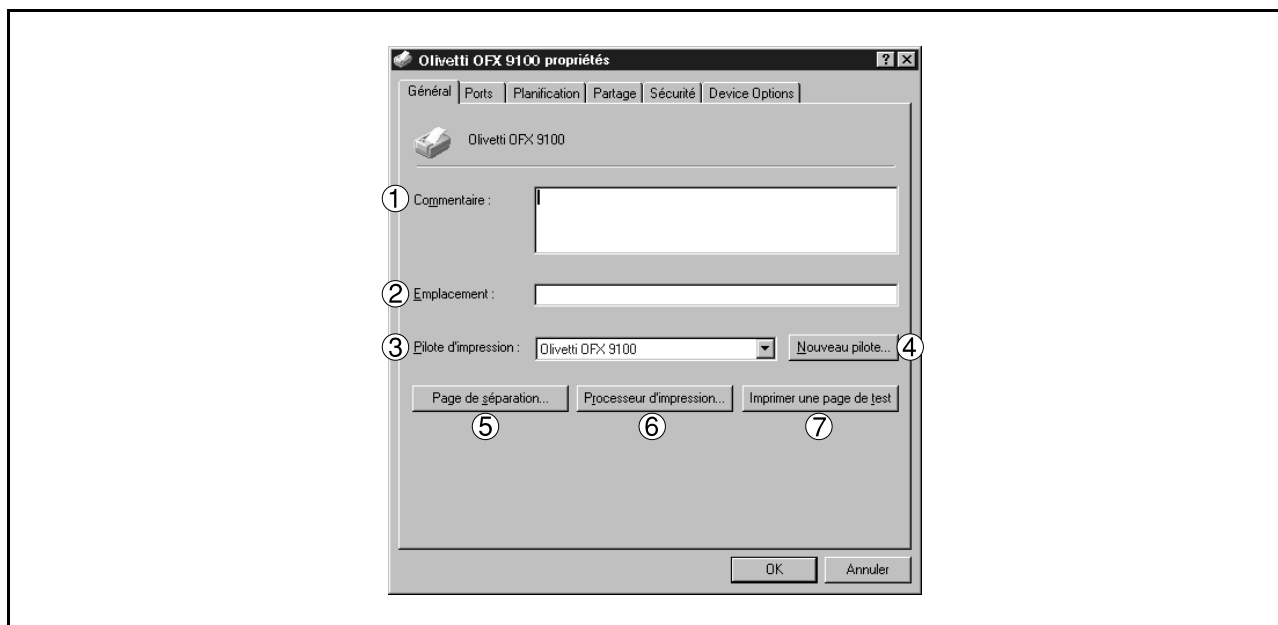 Olivetti OFX 9100 propriétés
Général Ports Planification Partage Sécurité Device Options
Olivetti OFX 9100
① Commentaire :
② Emplacement :
③ Pilote d'impression : Olivetti OFX 9100 Nouveau pilote... ④
Page de séparation... Processeur d'impression... Imprimer une page de test
⑤ ⑥ ⑦
OK Annuler